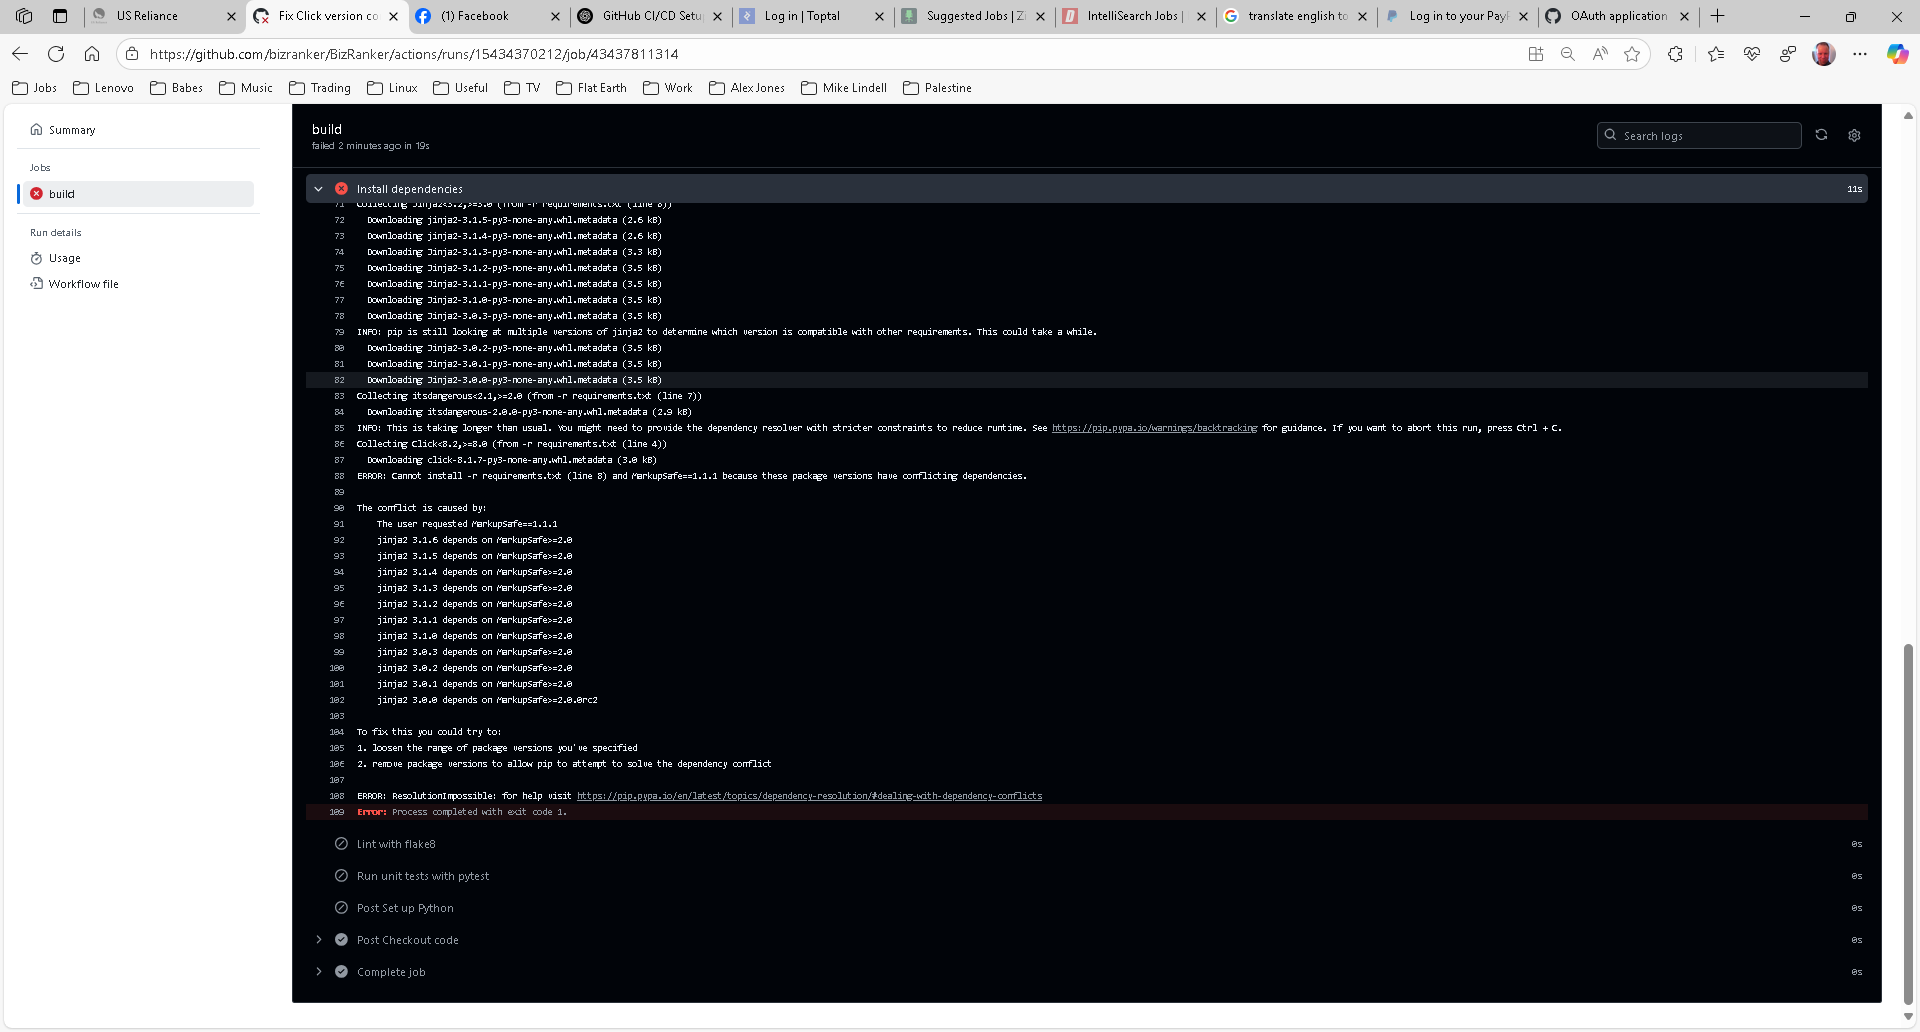 US Reliance
Fix Click version co
(1) Facebook
GitHub CI/CD Setu
Log in | Toptal
Suggested Jobs | Zi
IntelliSearch Jobs |
translate english to
Log in to your PayP
OAuth application
https://github.com/bizranker/BizRanker/actions/runs/15434370212/job/43437811314
Jobs
Lenovo
Babes
Music
Trading
Linux
Useful
TV
Flat Earth
Work
Alex Jones
Mike Lindell
Palestine
Summary
Jobs
build
Run details
Usage
Workflow file
build
failed 2 minutes ago in 19s
Search logs
Install dependencies 11s
71 Collecting Jinja2<3.2,>=3.0 (from -r requirements.txt (line 8))
72 Downloading jinja2-3.1.5-py3-none-any.whl.metadata (2.6 kB)
73 Downloading jinja2-3.1.4-py3-none-any.whl.metadata (2.6 kB)
74 Downloading jinja2-3.1.3-py3-none-any.whl.metadata (3.3 kB)
75 Downloading Jinja2-3.1.2-py3-none-any.whl.metadata (3.5 kB)
76 Downloading Jinja2-3.1.1-py3-none-any.whl.metadata (3.5 kB)
77 Downloading Jinja2-3.1.0-py3-none-any.whl.metadata (3.5 kB)
78 Downloading Jinja2-3.0.3-py3-none-any.whl.metadata (3.5 kB)
79 INFO: pip is still looking at multiple versions of jinja2 to determine which version is compatible with other requirements. This could take a while.
80 Downloading Jinja2-3.0.2-py3-none-any.whl.metadata (3.5 kB)
81 Downloading Jinja2-3.0.1-py3-none-any.whl.metadata (3.5 kB)
82 Downloading Jinja2-3.0.0-py3-none-any.whl.metadata (3.5 kB)
83 Collecting itsdangerous<2.1,>=2.0 (from -r requirements.txt (line 7))
84 Downloading itsdangerous-2.0.0-py3-none-any.whl.metadata (2.9 kB)
85 INFO: This is taking longer than usual. You might need to provide the dependency resolver with stricter constraints to reduce runtime. See https://pip.pypa.io/warnings/backtracking for guidance. If you want to abort this run, press Ctrl + C.
86 Collecting Click<8.2,>=8.0 (from -r requirements.txt (line 4))
87 Downloading click-8.1.7-py3-none-any.whl.metadata (3.0 kB)
88 ERROR: Cannot install -r requirements.txt (line 8) and MarkupSafe==1.1.1 because these package versions have conflicting dependencies.
89
90 The conflict is caused by:
91 The user requested MarkupSafe==1.1.1
92 jinja2 3.1.6 depends on MarkupSafe>=2.0
93 jinja2 3.1.5 depends on MarkupSafe>=2.0
94 jinja2 3.1.4 depends on MarkupSafe>=2.0
95 jinja2 3.1.3 depends on MarkupSafe>=2.0
96 jinja2 3.1.2 depends on MarkupSafe>=2.0
97 jinja2 3.1.1 depends on MarkupSafe>=2.0
98 jinja2 3.1.0 depends on MarkupSafe>=2.0
99 jinja2 3.0.3 depends on MarkupSafe>=2.0
100 jinja2 3.0.2 depends on MarkupSafe>=2.0
101 jinja2 3.0.1 depends on MarkupSafe>=2.0
102 jinja2 3.0.0 depends on MarkupSafe>=2.0.0rc2
103
104 To fix this you could try to:
105 1. loosen the range of package versions you've specified
106 2. remove package versions to allow pip to attempt to solve the dependency conflict
107
108 ERROR: ResolutionImpossible: for help visit https://pip.pypa.io/en/latest/topics/dependency-resolution/#dealing-with-dependency-conflicts
109 Error: Process completed with exit code 1.
Lint with flake8 0s
Run unit tests with pytest 0s
Post Set up Python 0s
Post Checkout code 0s
Complete job 0s